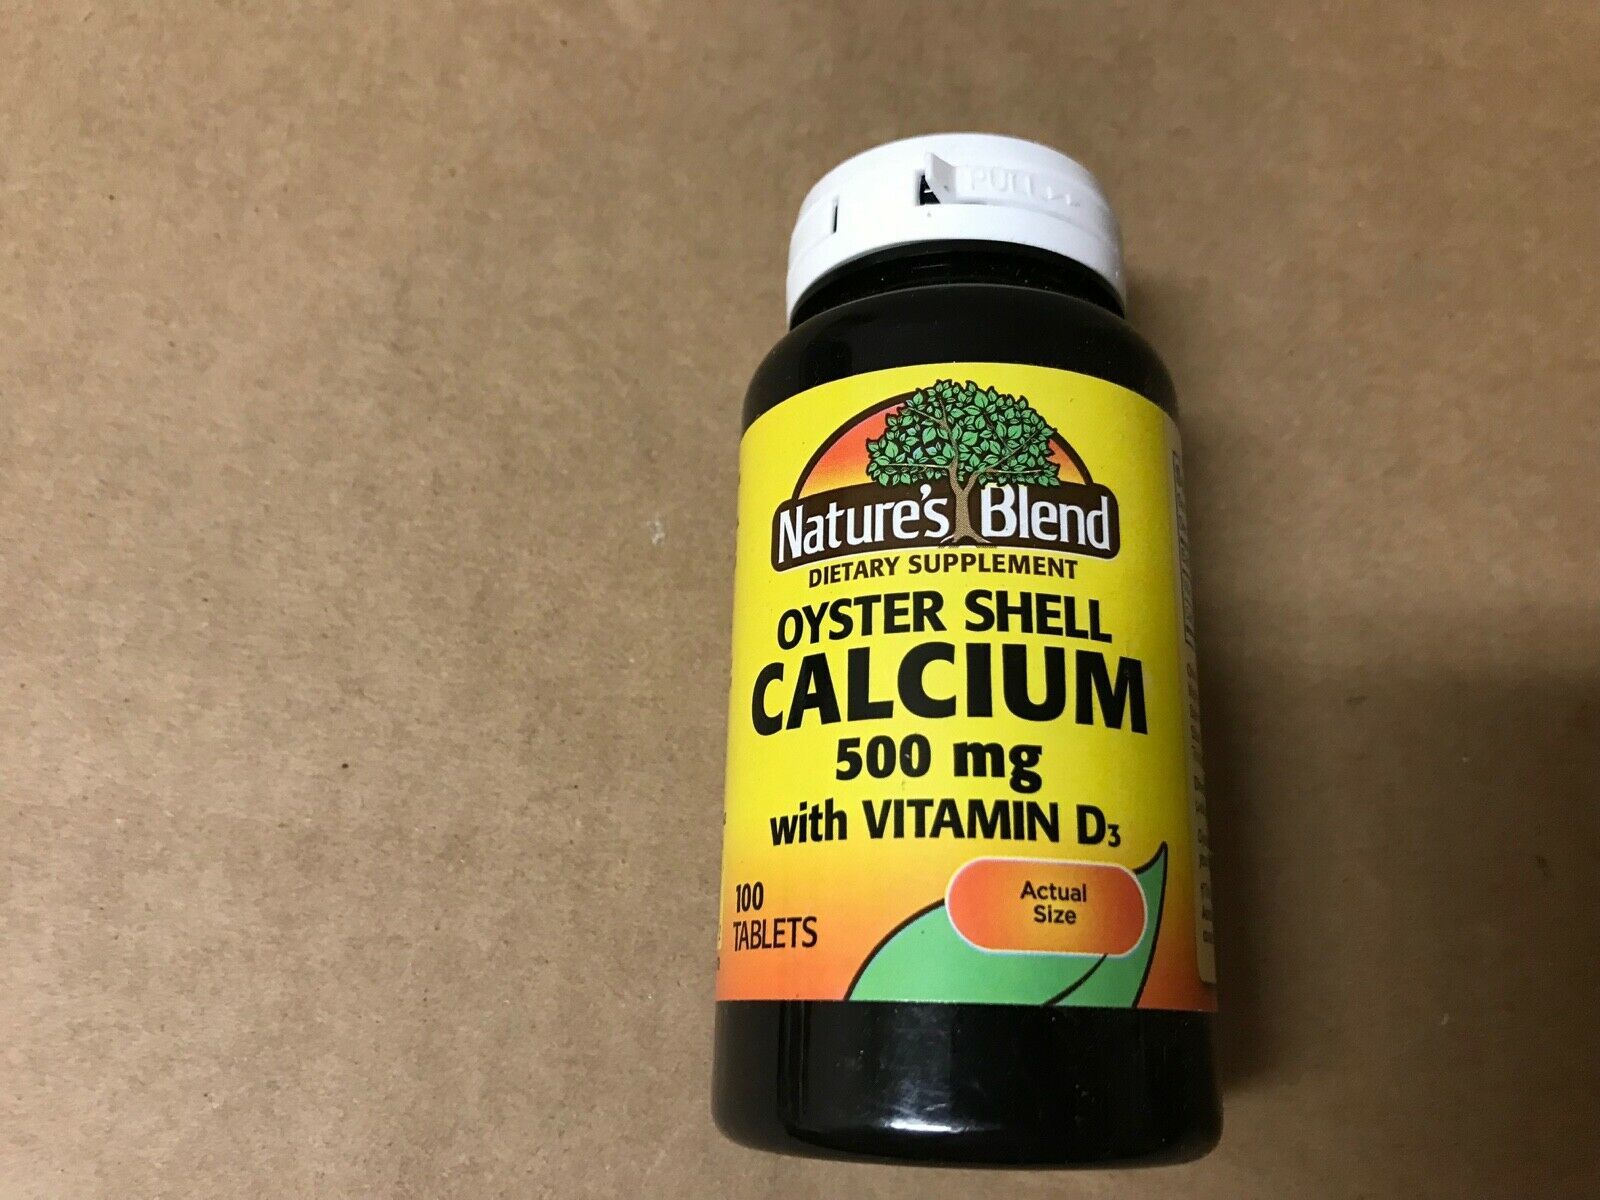 PULL
Nature's Blend
DIETARY SUPPLEMENT
OYSTER SHELL
CALCIUM
500 mg
with VITAMIN D3
100
TABLETS
Actual
Size